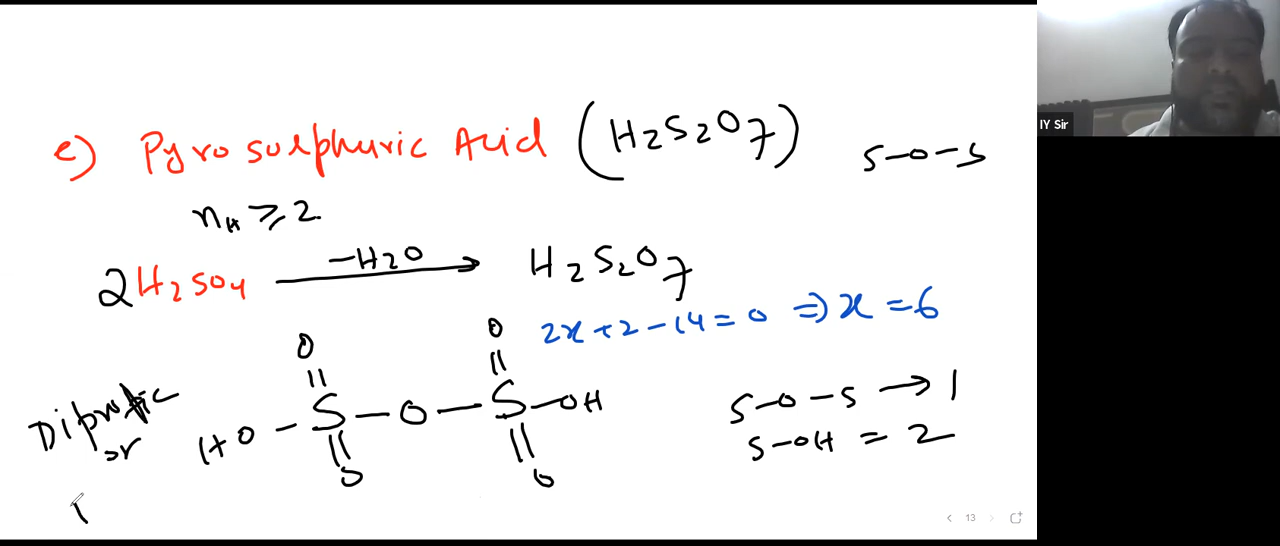 e) Pyrosulphuric Acid (H2S2O7)
S-O-S
nH ≥ 2.
2H2SO4 -H2O → H2S2O7
2x + 2 - 14 = 0 ⇒ x = 6
O O
HO - S - O - S - OH
O O
Diprotic
or
S-O-S → 1
S-OH = 2
IY Sir
13